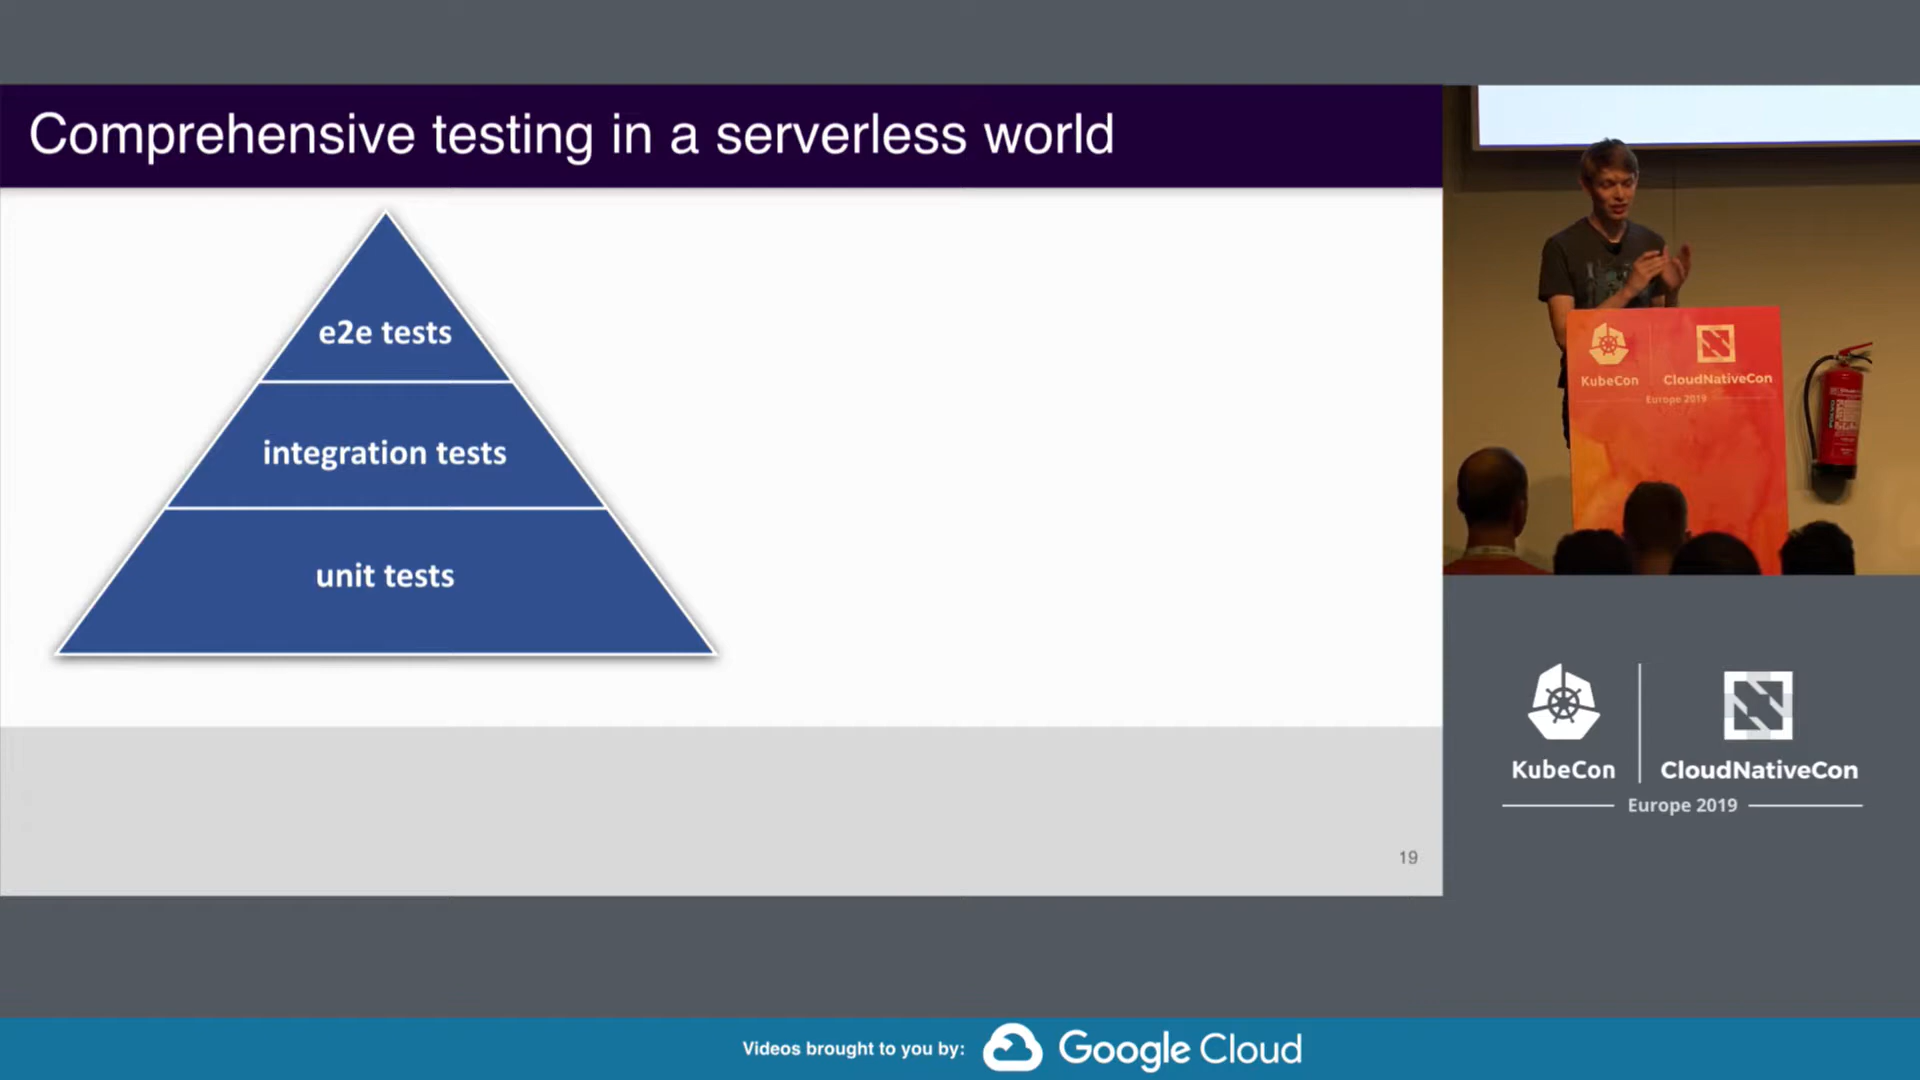 Comprehensive testing in a serverless world
e2e tests
integration tests
unit tests
19
KubeCon
CloudNativeCon
Europe 2019
KubeCon
CloudNativeCon
Europe 2019
Videos brought to you by:
Google Cloud